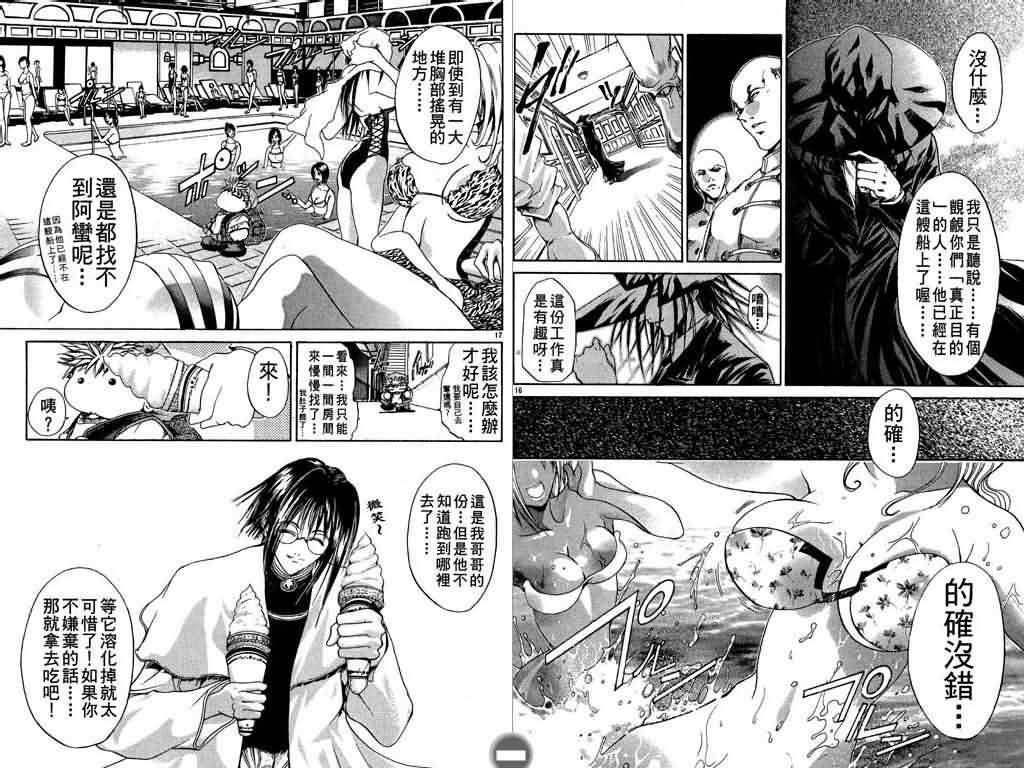 沒什麼…
我只是聽說……有個
覬覦你們「真正目的
」的人……他已經在
這艘船上了喔……
嘻嘻…
這份工作真
是有趣呀…
16
的確…
的確沒錯…
即使到有一大
堆胸部搖晃的
地方……
還是都找不
到阿蠻呢…
因為他已經不在
這艘船上了……
17
我該怎麼辦
才好呢……
看來…我只能
一間一間房間
來慢慢找了…
我肚子餓了…
來！
咦？
微笑～
這是我哥哥的
份…但是他不
知道跑到哪裡
去了……
等它溶化掉就太
可惜了！如果你
不嫌棄的話……
那就拿去吃吧！